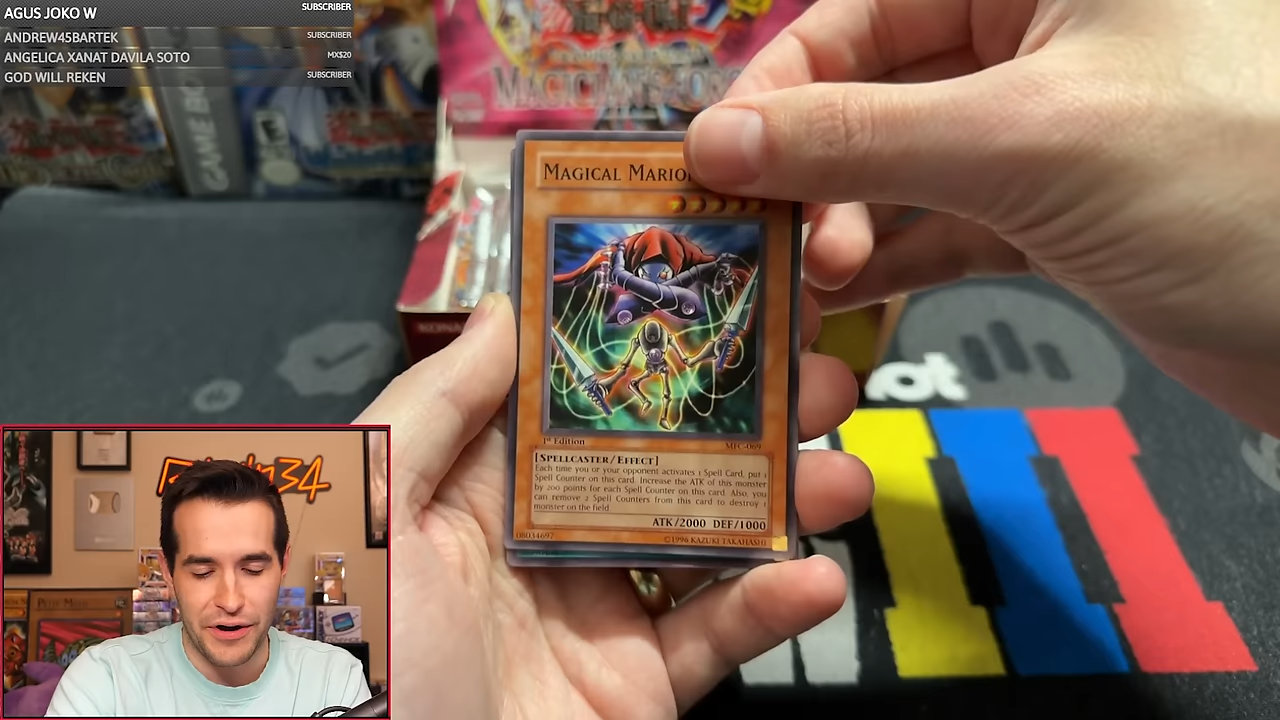 AGUS JOKO W SUBSCRIBER
ANDREW45BARTEK SUBSCRIBER
ANGELICA XANAT DAVILA SOTO MX$20
GOD WILL REKEN SUBSCRIBER
GAME BOY
MAGICIAN'S FORCE
MAGICAL MARIO
KONAMI
1st Edition MFC-069
[SPELLCASTER/EFFECT]
Each time you or your opponent activates 1 Spell Card, put 1
Spell Counter on this card. Increase the ATK of this monster
by 200 points for each Spell Counter on this card. Also, you
can remove 2 Spell Counters from this card to destroy 1
monster on the field.
ATK/2000 DEF/1000
08034697 ©1996 KAZUKI TAKAHASHI